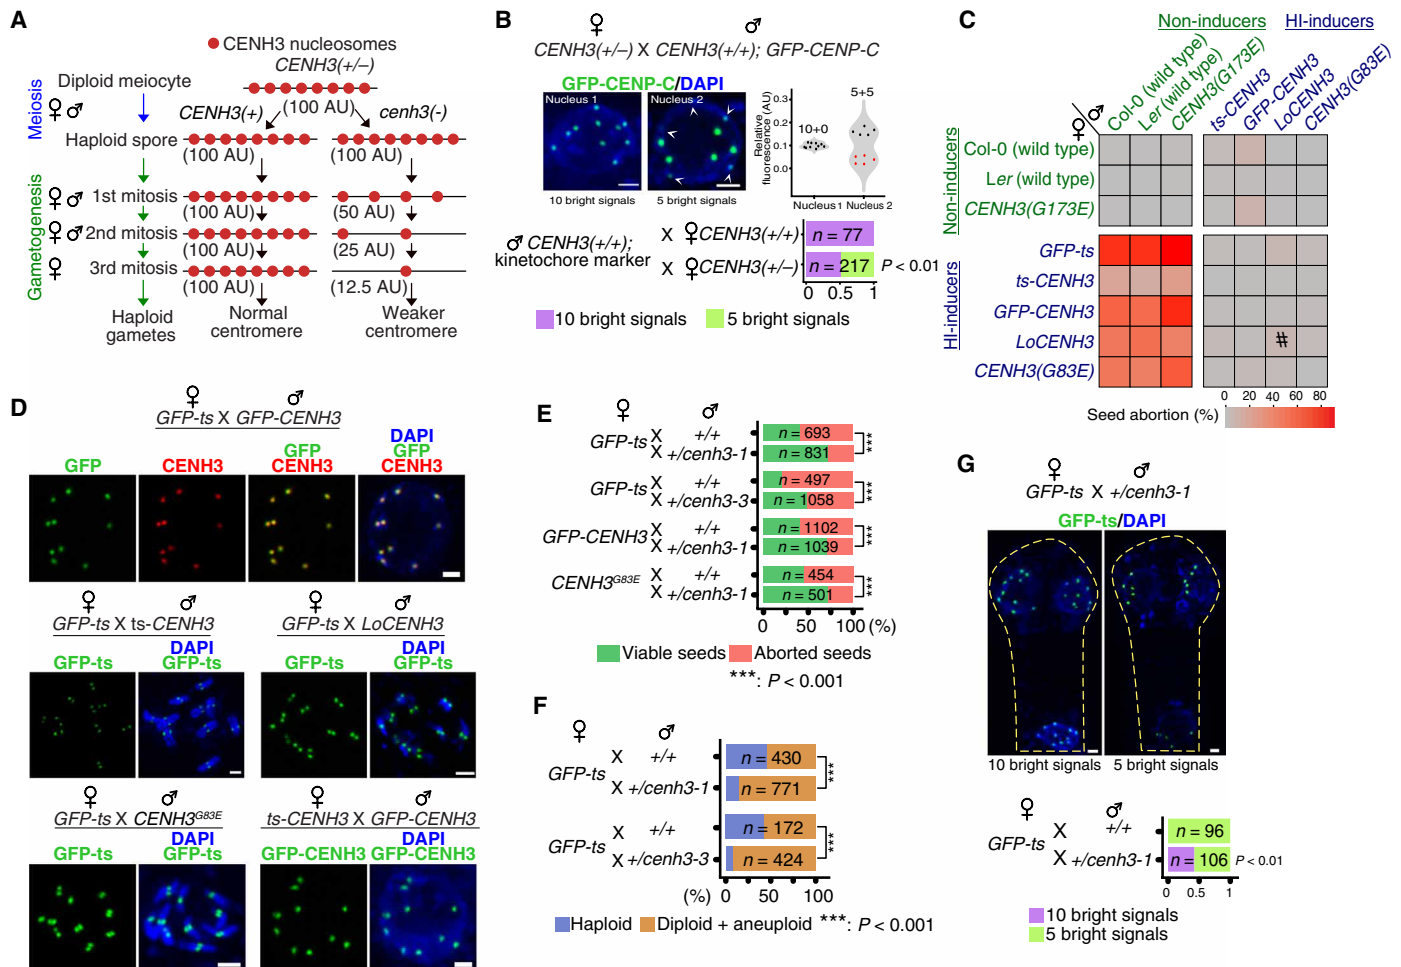 A
CENH3 nucleosomes
CENH3(+/−)
Diploid meiocyte
(100 AU)
CENH3(+)
cenh3(-)
Meiosis
♀ ♂
Haploid spore
(100 AU)
(100 AU)
Gametogenesis
♀ ♂
1st mitosis
(100 AU)
(50 AU)
♀ ♂
2nd mitosis
(100 AU)
(25 AU)
♀
3rd mitosis
(100 AU)
(12.5 AU)
Haploid
gametes
Normal
centromere
Weaker
centromere
B
♀ ♂
CENH3(+/−) X CENH3(+/+); GFP-CENP-C
GFP-CENP-C/DAPI
Nucleus 1
Nucleus 2
10 bright signals
5 bright signals
Relative
fluorescence (AU)
0.3
0.2
0.1
0.0
10+0
5+5
Nucleus 1
Nucleus 2
♂ CENH3(+/+);
kinetochore marker
X ♀CENH3(+/+)
n = 77
X ♀CENH3(+/−)
n = 217
P < 0.01
0 0.5 1
10 bright signals
5 bright signals
C
Non-inducers
HI-inducers
♂
♀
Col-0 (wild type)
Ler (wild type)
CENH3(G173E)
ts-CENH3
GFP-CENH3
LoCENH3
CENH3(G83E)
Non-inducers
Col-0 (wild type)
Ler (wild type)
CENH3(G173E)
HI-inducers
GFP-ts
ts-CENH3
GFP-CENH3
LoCENH3
#
CENH3(G83E)
0 20 40 60 80
Seed abortion (%)
D
♀ ♂
GFP-ts X GFP-CENH3
GFP
CENH3
GFP
CENH3
DAPI
GFP
CENH3
♀ ♂
GFP-ts X ts-CENH3
GFP-ts
DAPI
GFP-ts
♀ ♂
GFP-ts X LoCENH3
GFP-ts
DAPI
GFP-ts
♀ ♂
GFP-ts X CENH3G83E
GFP-ts
DAPI
GFP-ts
♀ ♂
ts-CENH3 X GFP-CENH3
GFP-CENH3
DAPI
GFP-CENH3
E
♀ ♂
GFP-ts
X +/+
n = 693
X +/cenh3-1
n = 831
***
GFP-ts
X +/+
n = 497
X +/cenh3-3
n = 1058
***
GFP-CENH3
X +/+
n = 1102
X +/cenh3-1
n = 1039
***
CENH3G83E
X +/+
n = 454
X +/cenh3-1
n = 501
***
0 50 100 (%)
Viable seeds
Aborted seeds
***: P < 0.001
F
♀ ♂
GFP-ts
X +/+
n = 430
X +/cenh3-1
n = 771
***
GFP-ts
X +/+
n = 172
X +/cenh3-3
n = 424
***
(%) 0 50 100
Haploid
Diploid + aneuploid
***: P < 0.001
G
♀ ♂
GFP-ts X +/cenh3-1
GFP-ts/DAPI
10 bright signals
5 bright signals
♀ ♂
GFP-ts
X +/+
n = 96
X +/cenh3-1
n = 106
P < 0.01
0 0.5 1
10 bright signals
5 bright signals